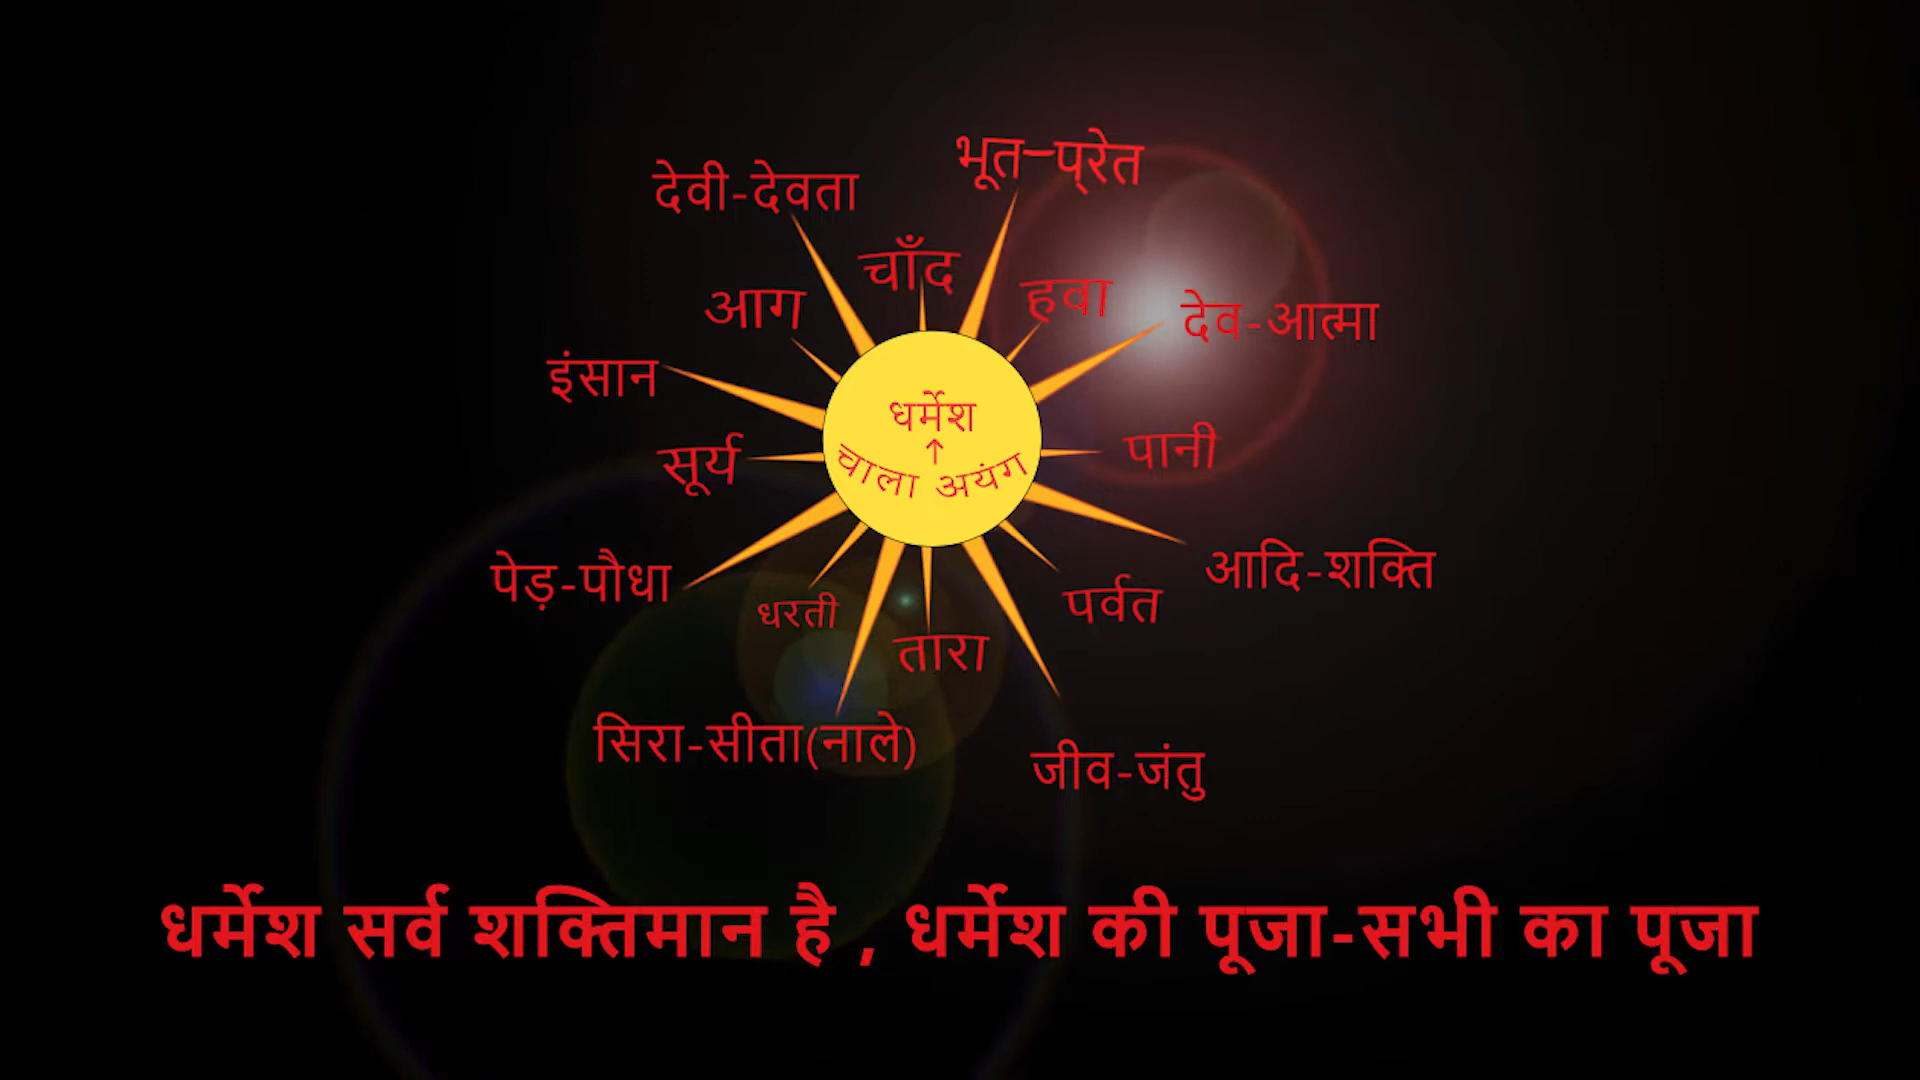 भूत-प्रेत
देवी-देवता
चाँद
हवा
आग
देव-आत्मा
इंसान
धर्मेश
↑
चाला अयंग
सूर्य
पानी
आदि-शक्ति
पेड़-पौधा
धरती
पर्वत
तारा
सिरा-सीता(नाले)
जीव-जंतु
धर्मेश सर्व शक्तिमान है , धर्मेश की पूजा-सभी का पूजा